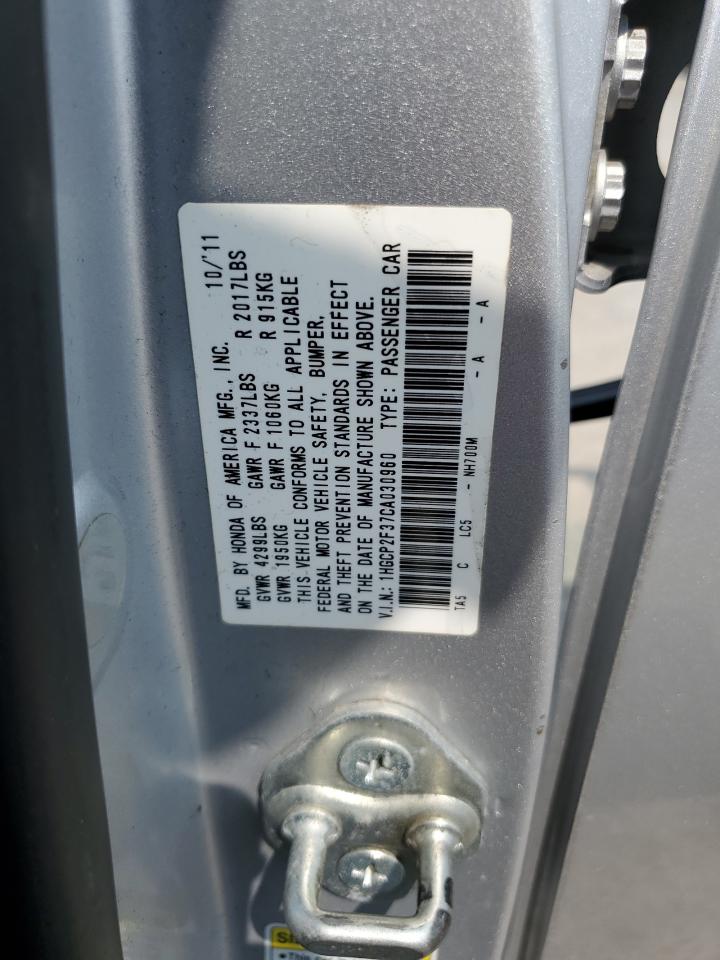 MFD. BY HONDA OF AMERICA MFG., INC. 10/'11
GVWR 4299LBS GAWR F 2337LBS R 2017LBS
GVWR 1950KG GAWR F 1060KG R 915KG
THIS VEHICLE CONFORMS TO ALL APPLICABLE
FEDERAL MOTOR VEHICLE SAFETY, BUMPER,
AND THEFT PREVENTION STANDARDS IN EFFECT
ON THE DATE OF MANUFACTURE SHOWN ABOVE.
V.I.N.: 1HGCP2F37CA030960 TYPE: PASSENGER CAR
TA5 C LC5 - NH700M - A - A